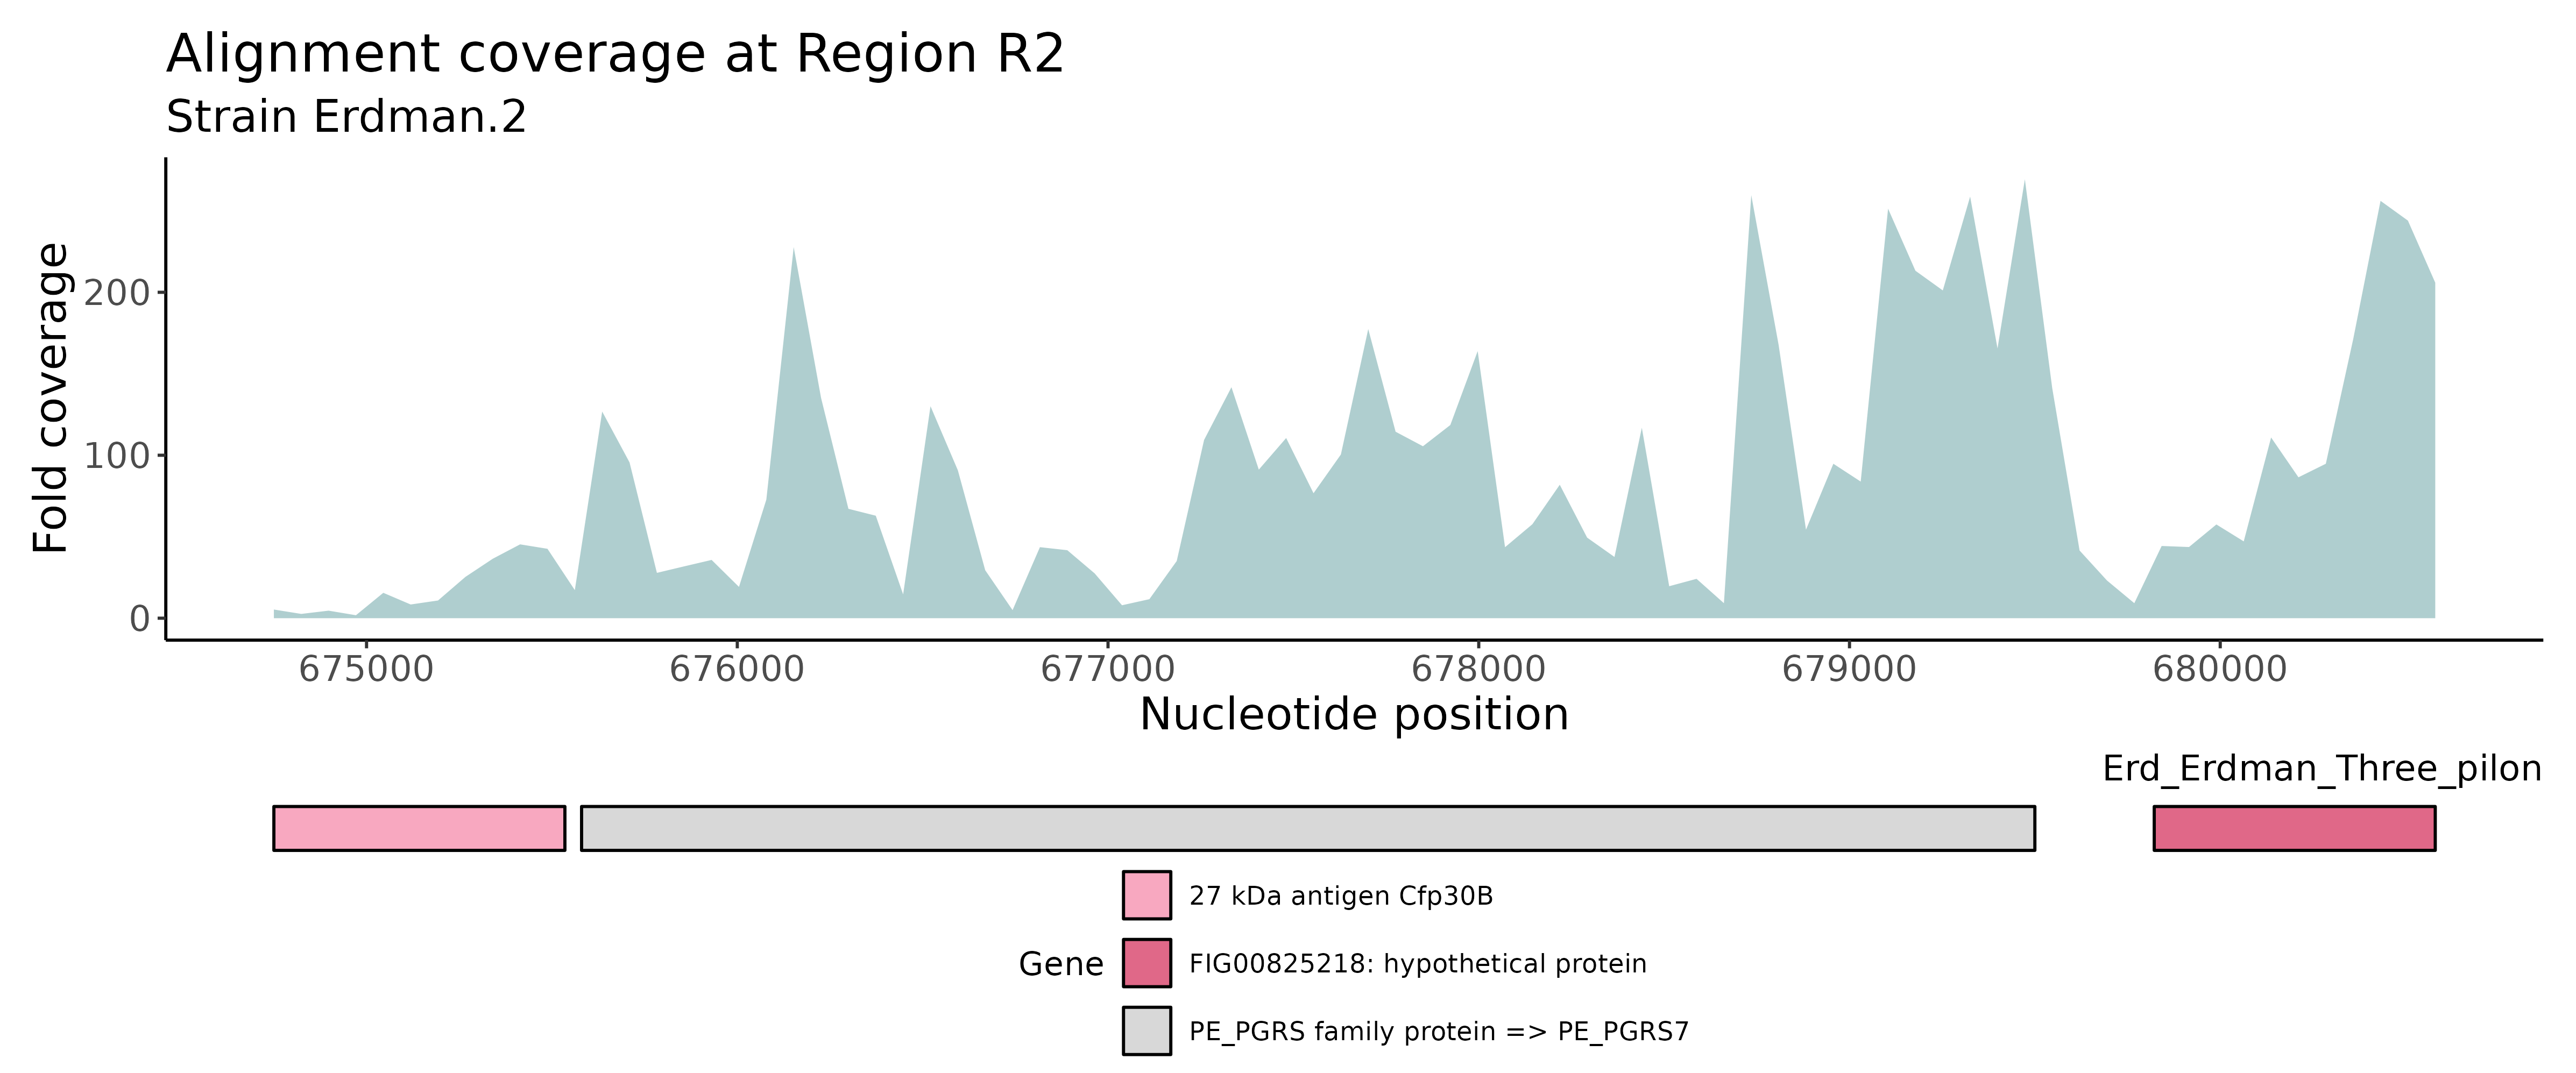 Alignment coverage at Region R2
Strain Erdman.2
Fold coverage
200
100
0
675000 676000 677000 678000 679000 680000
Nucleotide position
Erd_Erdman_Three_pilon
Gene
27 kDa antigen Cfp30B
FIG00825218: hypothetical protein
PE_PGRS family protein => PE_PGRS7